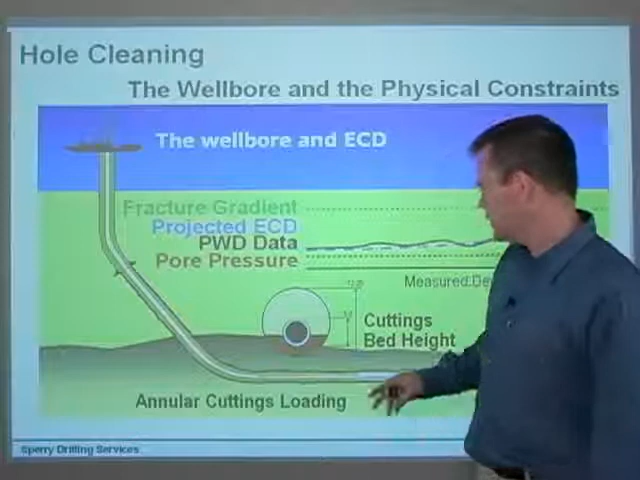 Hole Cleaning
The Wellbore and the Physical Constraints
The wellbore and ECD
Fracture Gradient
Projected ECD
PWD Data
Pore Pressure
Measured De
Cuttings
Bed Height
Annular Cuttings Loading
Sperry Drilling Services